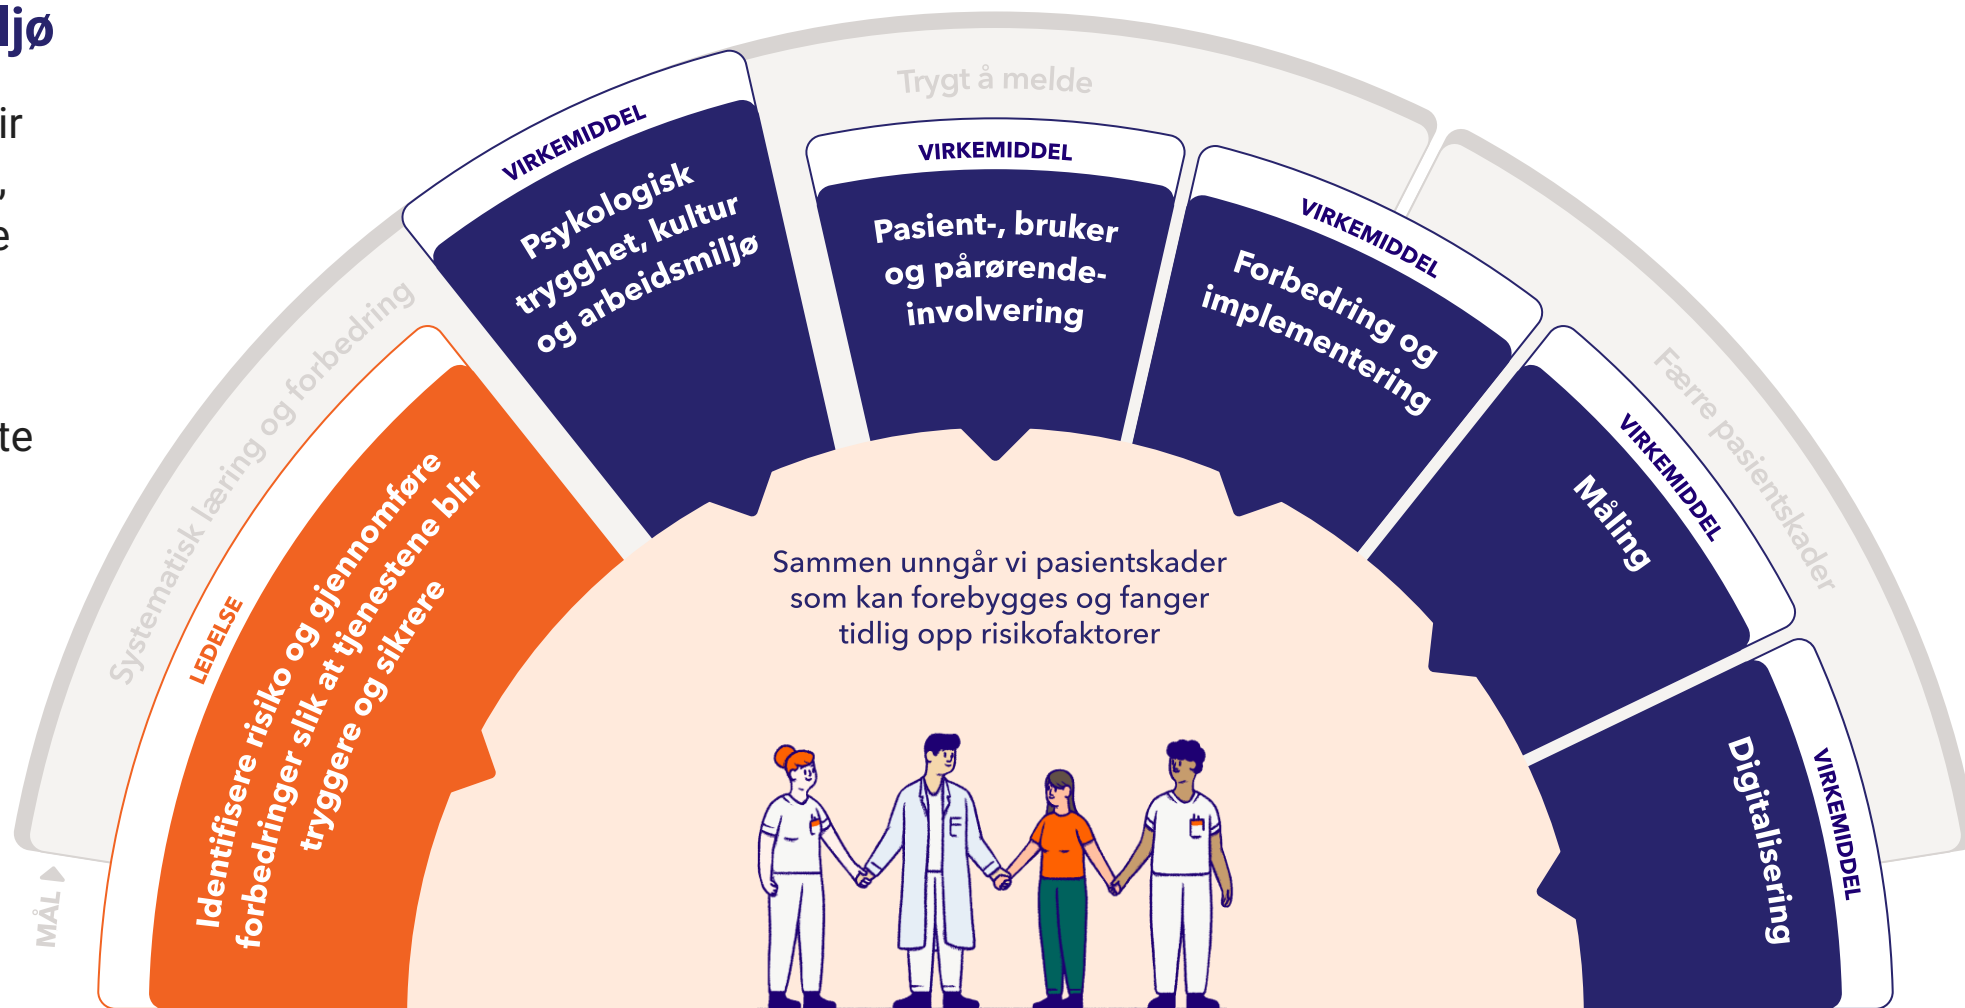 ljø
ir
,
e
te
MÅL
Systematisk læring og forbedring
Trygt å melde
Færre pasientskader
LEDELSE
Identifisere risiko og gjennomføre
forbedringer slik at tjenestene blir
tryggere og sikrere
VIRKEMIDDEL
Psykologisk
trygghet, kultur
og arbeidsmiljø
VIRKEMIDDEL
Pasient-, bruker
og pårørende-
involvering
VIRKEMIDDEL
Forbedring og
implementering
VIRKEMIDDEL
Måling
VIRKEMIDDEL
Digitalisering
Sammen unngår vi pasientskader
som kan forebygges og fanger
tidlig opp risikofaktorer